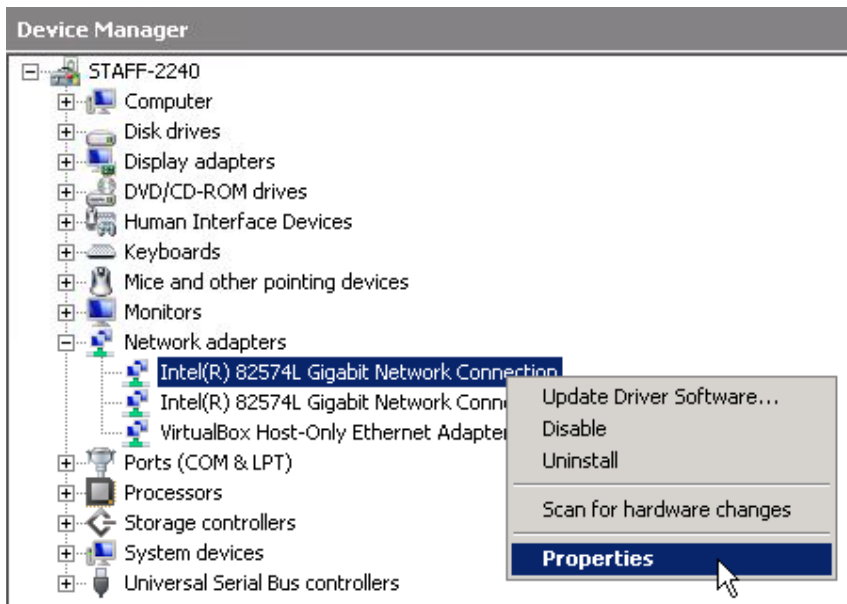 Device Manager
STAFF-2240
Computer
Disk drives
Display adapters
DVD/CD-ROM drives
Human Interface Devices
Keyboards
Mice and other pointing devices
Monitors
Network adapters
Intel(R) 82574L Gigabit Network Connection
Intel(R) 82574L Gigabit Network Conn
VirtualBox Host-Only Ethernet Adapter
Ports (COM & LPT)
Processors
Storage controllers
System devices
Universal Serial Bus controllers
Update Driver Software...
Disable
Uninstall
Scan for hardware changes
Properties